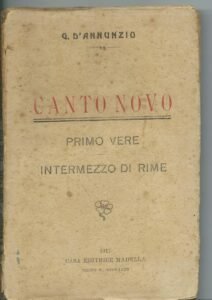 G. D'ANNUNZIO
CANTO NOVO
PRIMO VERE
INTERMEZZO DI RIME
CASA EDITRICE MADELLA